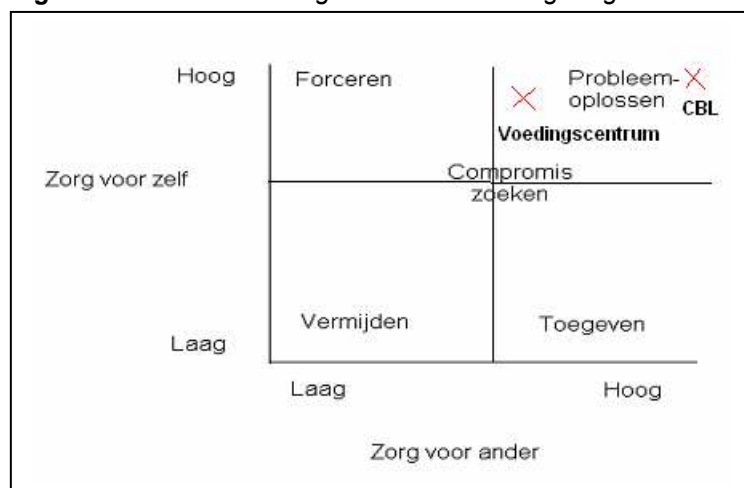 Hoog
Forceren
Probleem-
oplossen
CBL
Voedingscentrum
Zorg voor zelf
Compromis
zoeken
Vermijden
Toegeven
Laag
Laag
Hoog
Zorg voor ander